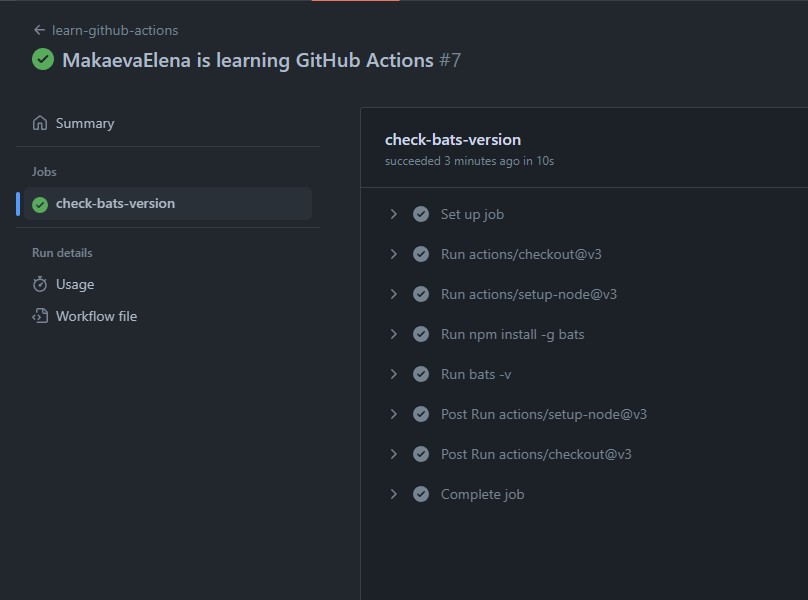 learn-github-actions
MakaevaElena is learning GitHub Actions #7
Summary
Jobs
check-bats-version
Run details
Usage
Workflow file
check-bats-version
succeeded 3 minutes ago in 10s
Set up job
Run actions/checkout@v3
Run actions/setup-node@v3
Run npm install -g bats
Run bats -v
Post Run actions/setup-node@v3
Post Run actions/checkout@v3
Complete job